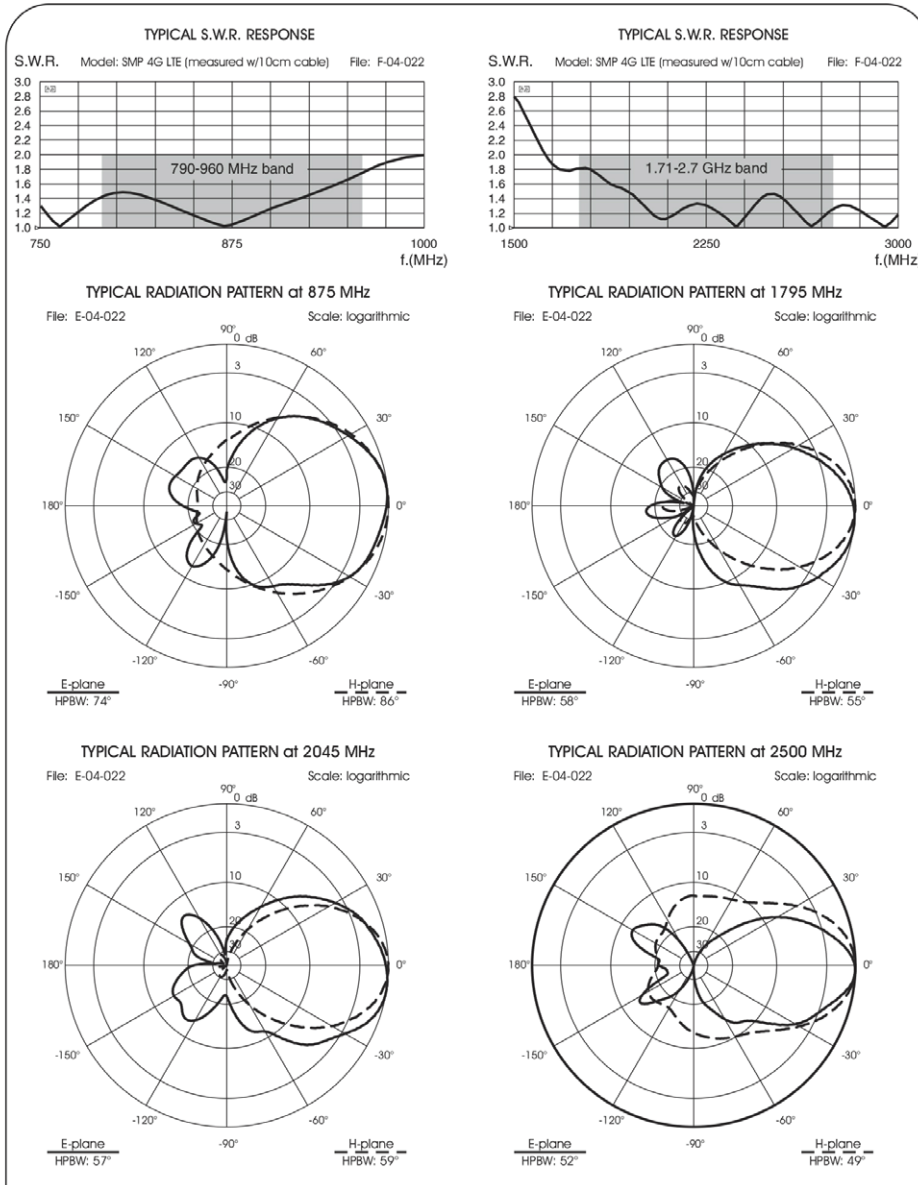 TYPICAL S.W.R. RESPONSE
S.W.R. Model: SMP 4G LTE (measured w/10cm cable) File: F-04-022
3.0
2.8
2.6
2.4
2.2
2.0
1.8
1.6
1.4
1.2
1.0
790-960 MHz band
750 875 1000
f.(MHz)
TYPICAL S.W.R. RESPONSE
S.W.R. Model: SMP 4G LTE (measured w/10cm cable) File: F-04-022
3.0
2.8
2.6
2.4
2.2
2.0
1.8
1.6
1.4
1.2
1.0
1.71-2.7 GHz band
1500 2250 3000
f.(MHz)
TYPICAL RADIATION PATTERN at 875 MHz
File: E-04-022 Scale: logarithmic
90°
0 dB
120° 60°
3
150° 10 30°
20
30
180° 0°
-150° -30°
-120° -60°
-90°
E-plane H-plane
HPBW: 74° HPBW: 86°
TYPICAL RADIATION PATTERN at 1795 MHz
File: E-04-022 Scale: logarithmic
90°
0 dB
120° 60°
3
150° 10 30°
20
30
180° 0°
-150° -30°
-120° -60°
-90°
E-plane H-plane
HPBW: 58° HPBW: 55°
TYPICAL RADIATION PATTERN at 2045 MHz
File: E-04-022 Scale: logarithmic
90°
0 dB
120° 60°
3
150° 10 30°
20
30
180° 0°
-150° -30°
-120° -60°
-90°
E-plane H-plane
HPBW: 57° HPBW: 59°
TYPICAL RADIATION PATTERN at 2500 MHz
File: E-04-022 Scale: logarithmic
90°
0 dB
120° 60°
3
150° 10 30°
20
30
180° 0°
-150° -30°
-120° -60°
-90°
E-plane H-plane
HPBW: 52° HPBW: 49°